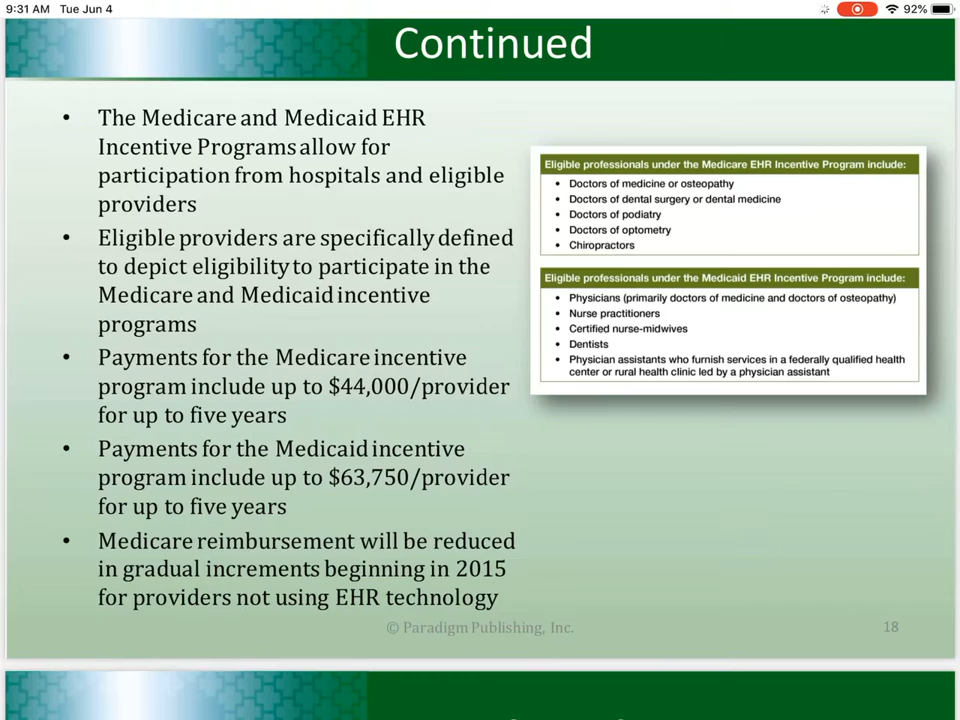 9:31 AM Tue Jun 4
92%
Continued
• The Medicare and Medicaid EHR
Incentive Programs allow for
participation from hospitals and eligible
providers
• Eligible providers are specifically defined
to depict eligibility to participate in the
Medicare and Medicaid incentive
programs
• Payments for the Medicare incentive
program include up to $44,000/provider
for up to five years
• Payments for the Medicaid incentive
program include up to $63,750/provider
for up to five years
• Medicare reimbursement will be reduced
in gradual increments beginning in 2015
for providers not using EHR technology
Eligible professionals under the Medicare EHR Incentive Program include:
• Doctors of medicine or osteopathy
• Doctors of dental surgery or dental medicine
• Doctors of podiatry
• Doctors of optometry
• Chiropractors
Eligible professionals under the Medicaid EHR Incentive Program include:
• Physicians (primarily doctors of medicine and doctors of osteopathy)
• Nurse practitioners
• Certified nurse-midwives
• Dentists
• Physician assistants who furnish services in a federally qualified health
center or rural health clinic led by a physician assistant
© Paradigm Publishing, Inc.
18